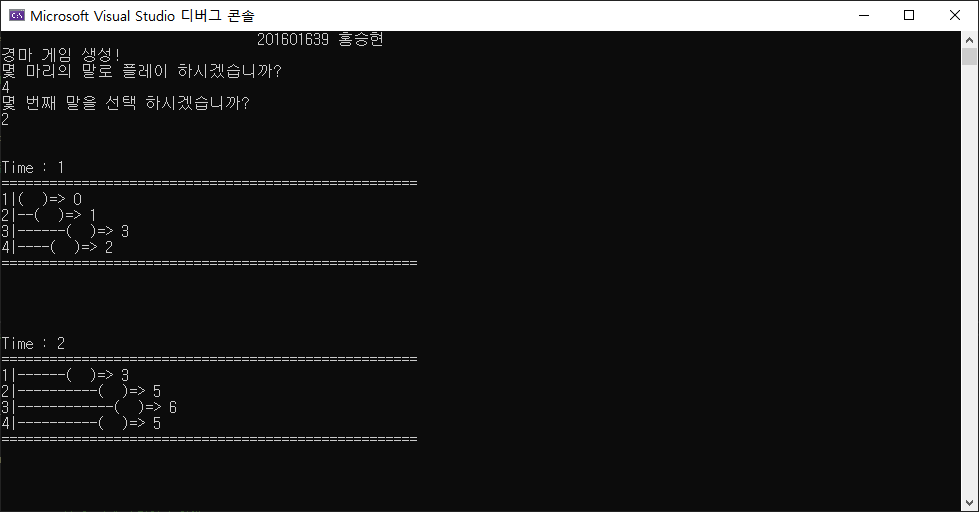 Microsoft Visual Studio 디버그 콘솔
201601639 홍승현
경마 게임 생성!
몇 마리의 말로 플레이 하시겠습니까?
4
몇 번째 말을 선택 하시겠습니까?
2
Time : 1
====================================================
1|(  )=> 0
2|--(  )=> 1
3|------(  )=> 3
4|----(  )=> 2
====================================================
Time : 2
====================================================
1|------(  )=> 3
2|----------(  )=> 5
3|------------(  )=> 6
4|----------(  )=> 5
====================================================